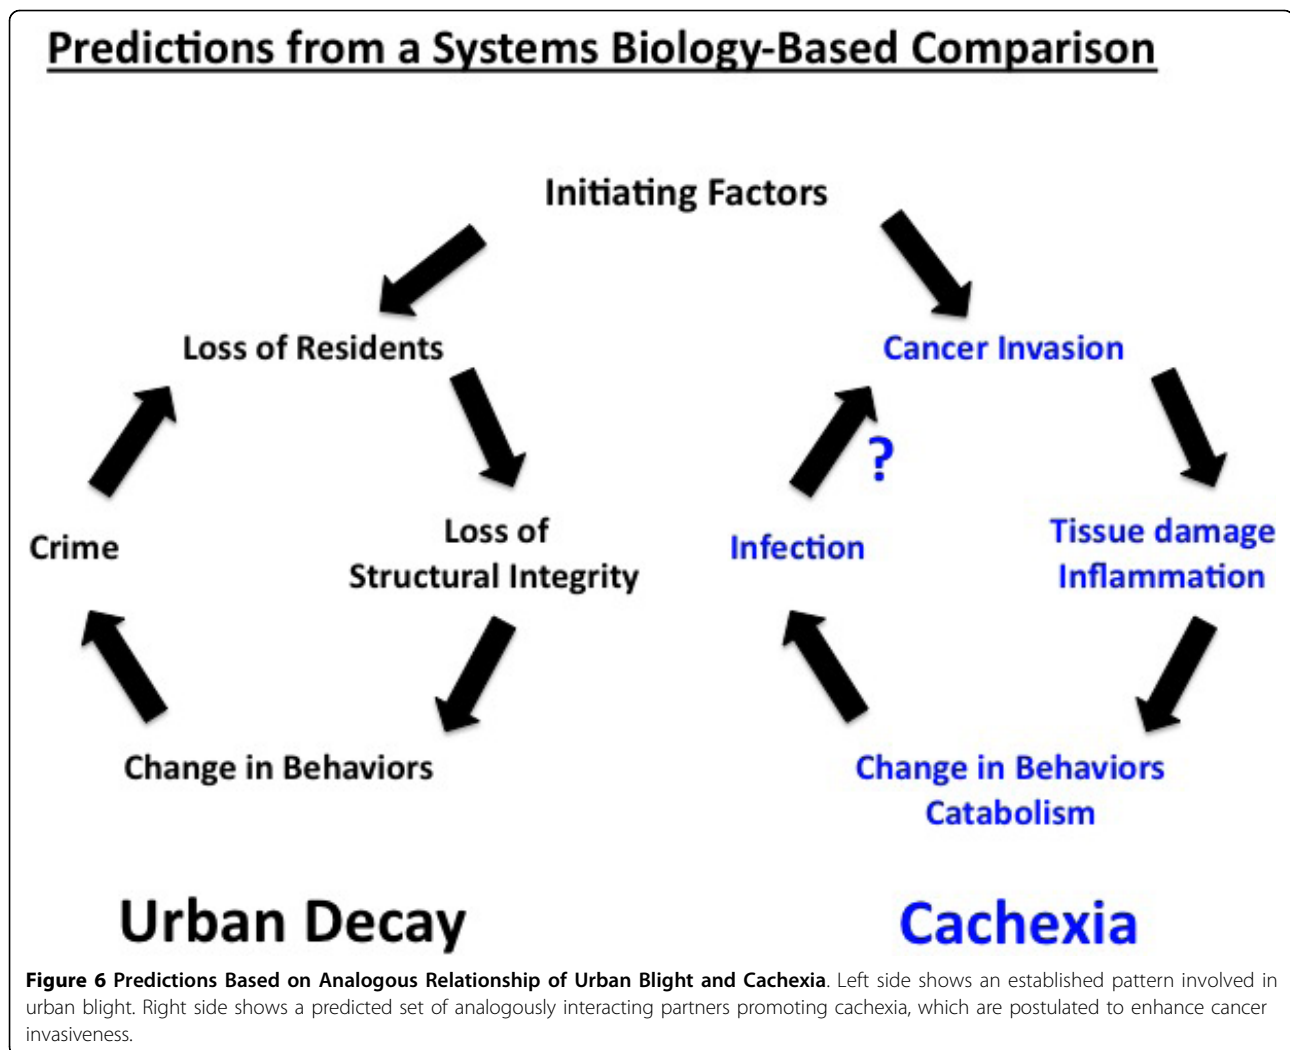 Predictions from a Systems Biology-Based Comparison
Initiating Factors
Loss of Residents
Loss of
Structural Integrity
Change in Behaviors
Crime
Urban Decay
Cancer Invasion
Tissue damage
Inflammation
Change in Behaviors
Catabolism
Infection
?
Cachexia
Figure 6 Predictions Based on Analogous Relationship of Urban Blight and Cachexia. Left side shows an established pattern involved in
urban blight. Right side shows a predicted set of analogously interacting partners promoting cachexia, which are postulated to enhance cancer
invasiveness.